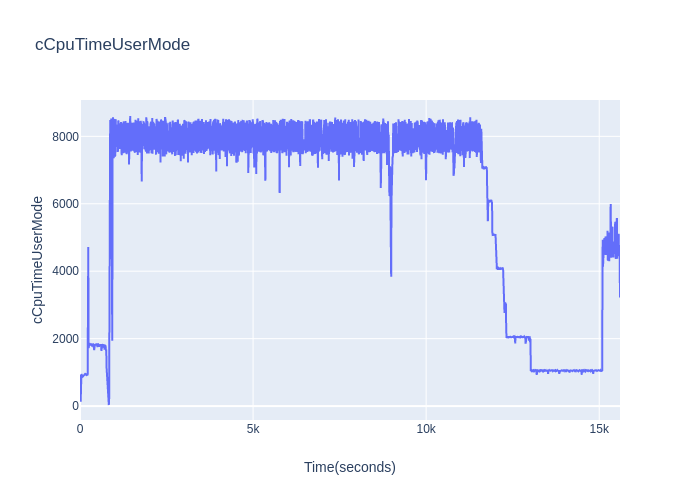 cCpuTimeUserMode
8000
6000
4000
2000
0
cCpuTimeUserMode
0
5k
10k
15k
Time(seconds)